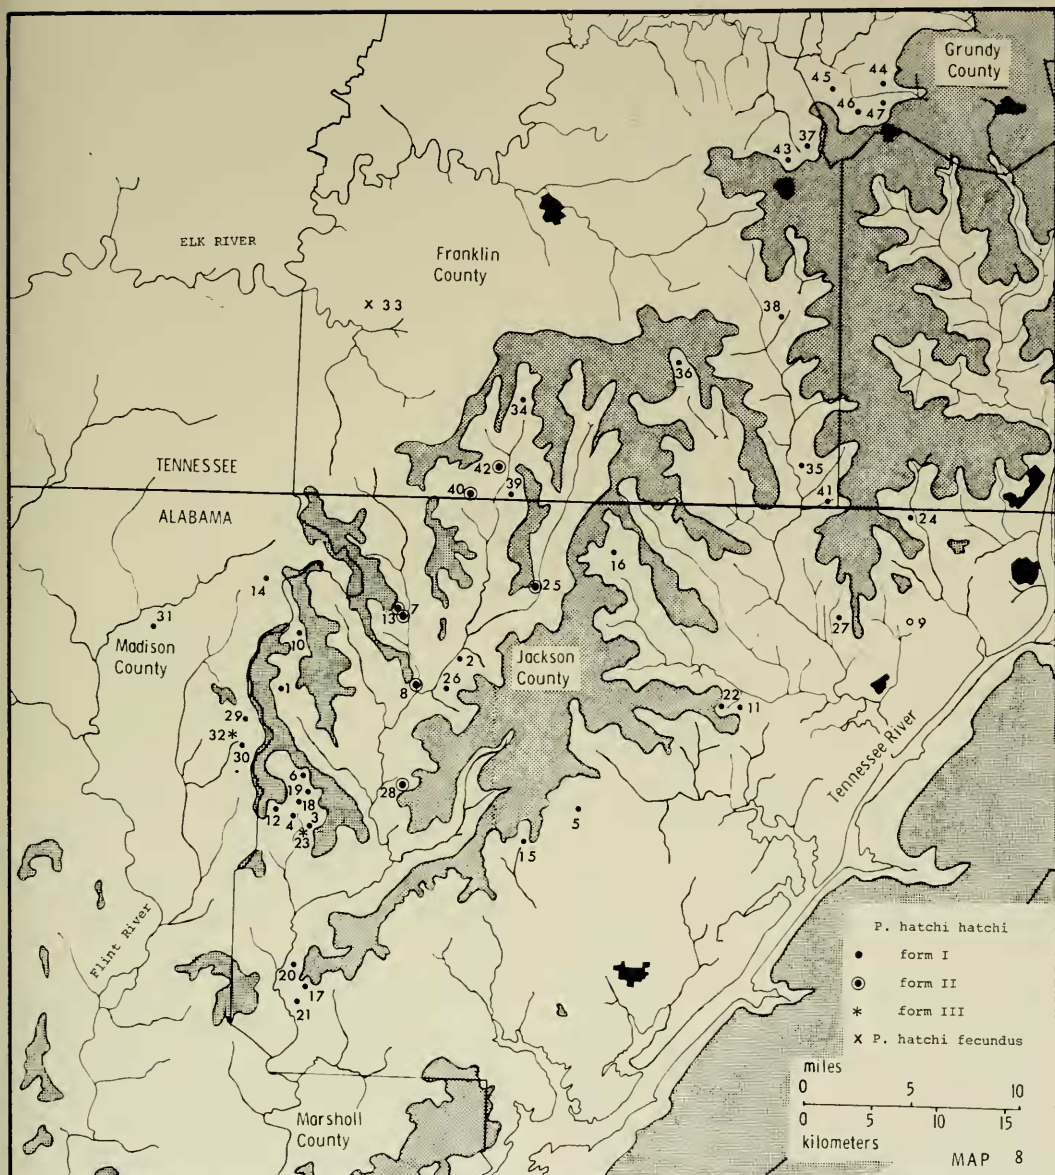 Grundy
County
45
44
46
47
37
43
ELK RIVER
Franklin
County
x 33
38
36
34
42
35
TENNESSEE
40
39
41
ALABAMA
24
16
14
25
7
13
31
27
9
Madison
County
10
2
Jackson
County
1
8
26
22
11
29
32
30
Tennessee River
6
28
19
18
12
4
3
5
23
15
Flint River
20
17
21
P. hatchi hatchi
form I
form II
* form III
x P. hatchi fecundus
miles
0 5 10
0 5 10 15
kilometers
Marshall
County
MAP 8